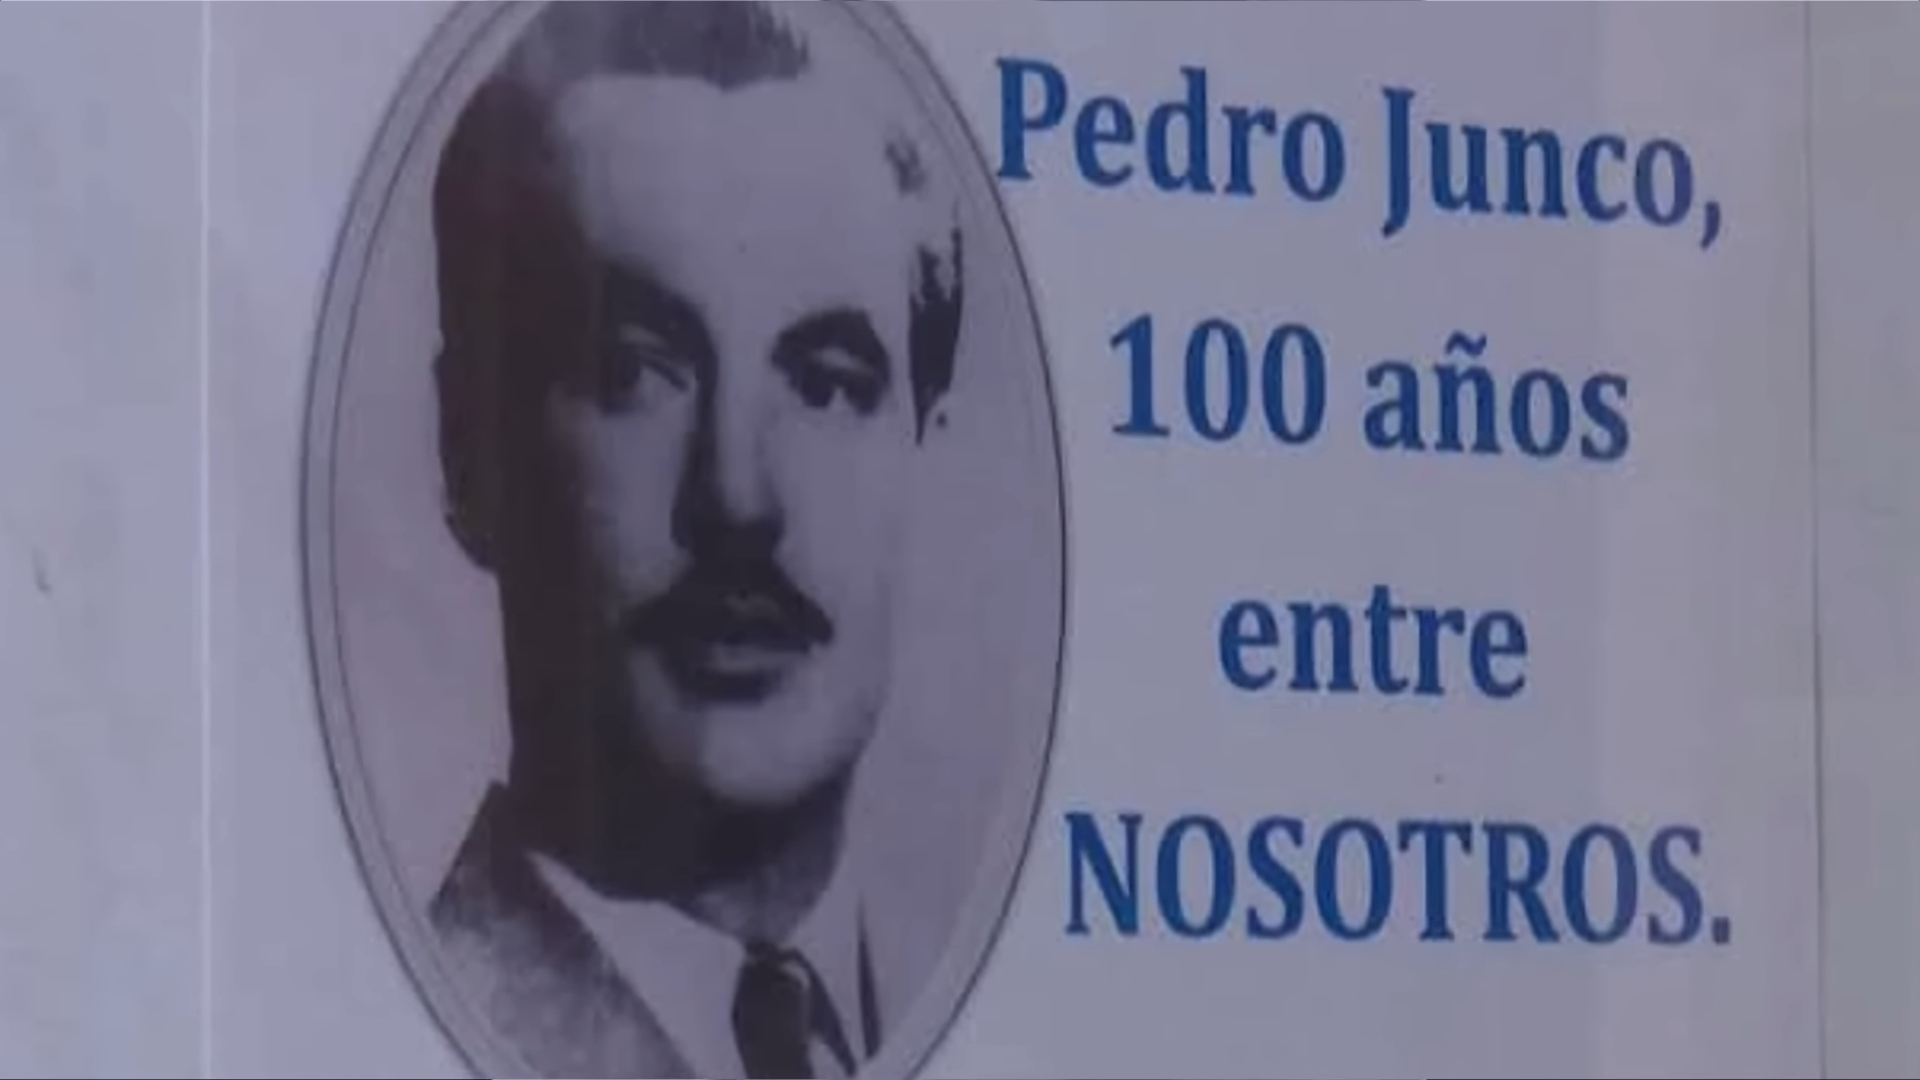 Pedro Junco,
100 años
entre
NOSOTROS.